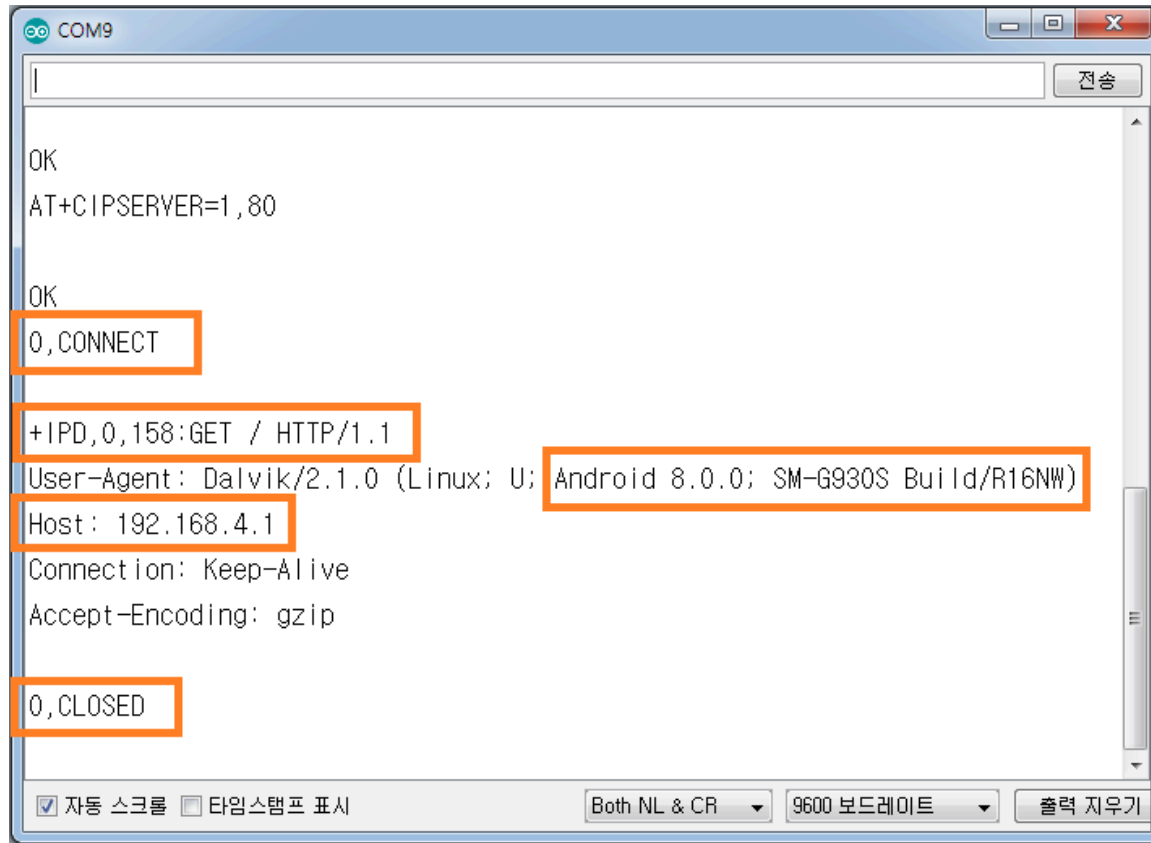 COM9
전송
OK
AT+CIPSERVER=1,80
OK
0,CONNECT
+IPD,0,158:GET / HTTP/1.1
User-Agent: Dalvik/2.1.0 (Linux; U; Android 8.0.0; SM-G930S Build/R16NW)
Host: 192.168.4.1
Connection: Keep-Alive
Accept-Encoding: gzip
0,CLOSED
자동 스크롤 타임스탬프 표시 Both NL & CR 9600 보드레이트 출력 지우기